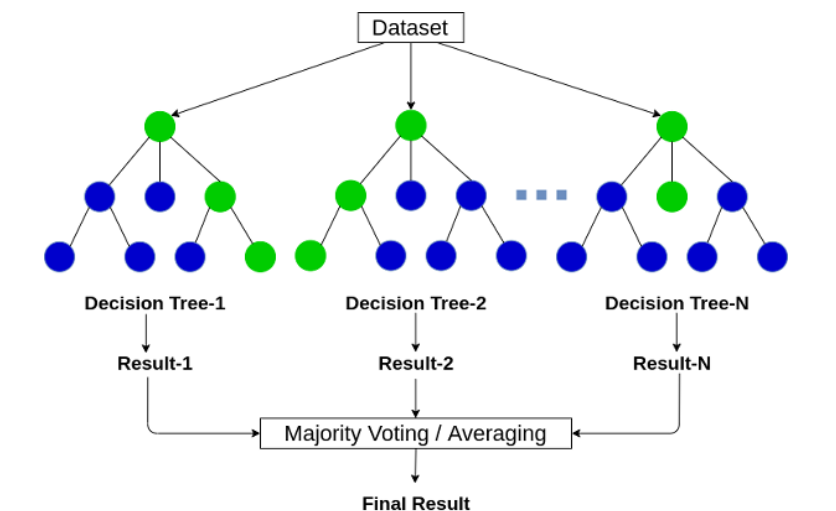 Dataset
Decision Tree-1
Decision Tree-2
Decision Tree-N
Result-1
Result-2
Result-N
Majority Voting / Averaging
Final Result